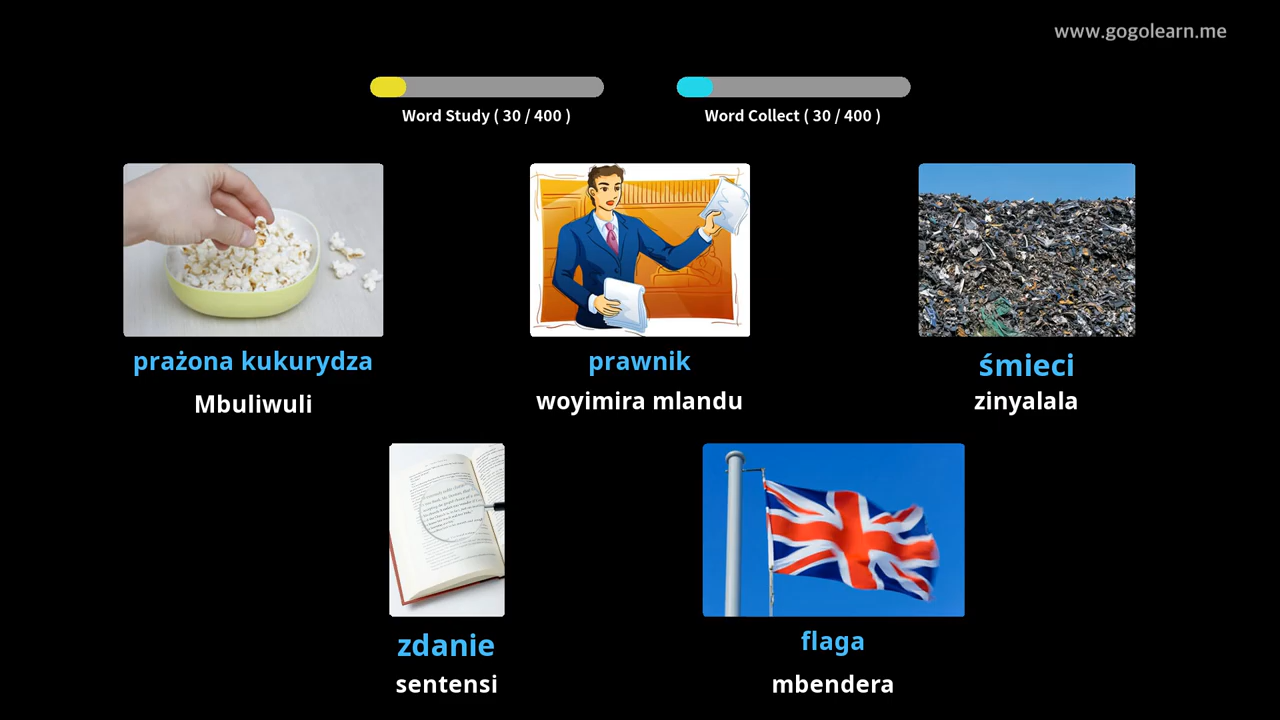 www.gogolearn.me
Word Study ( 30 / 400 )
Word Collect ( 30 / 400 )
prażona kukurydza
Mbuliwuli
prawnik
woyimira mlandu
śmieci
zinyalala
zdanie
sentensi
flaga
mbendera